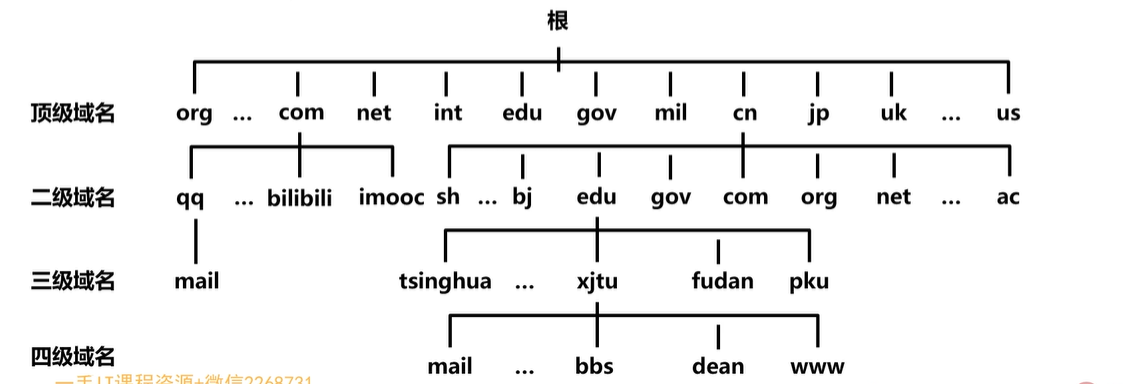 根
顶级域名 org ... com net int edu gov mil cn jp uk ... us
二级域名 qq ... bilibili imooc sh ... bj edu gov com org net ... ac
三级域名 mail tsinghua ... xjtu fudan pku
四级域名 mail ... bbs dean www
一手IT课程资源+微信2268731